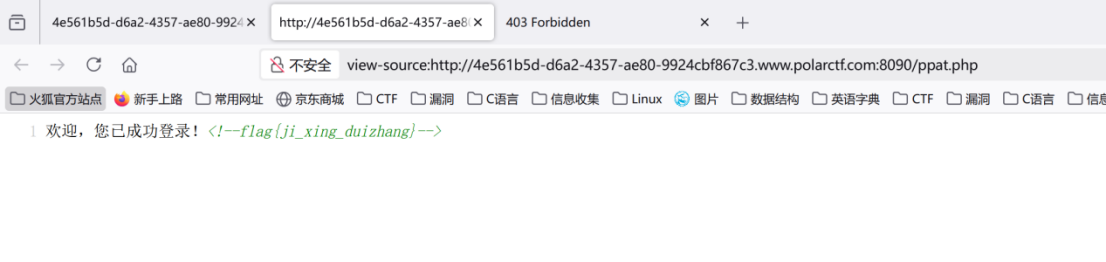 4e561b5d-d6a2-4357-ae80-9924
http://4e561b5d-d6a2-4357-ae8
403 Forbidden
不安全 view-source:http://4e561b5d-d6a2-4357-ae80-9924cbf867c3.www.polarctf.com:8090/ppat.php
火狐官方站点 新手上路 常用网址 京东商城 CTF 漏洞 C语言 信息收集 Linux 图片 数据结构 英语字典 CTF 漏洞 C语言 信息
1 欢迎，您已成功登录！<!--flag{ji_xing_duizhang}-->